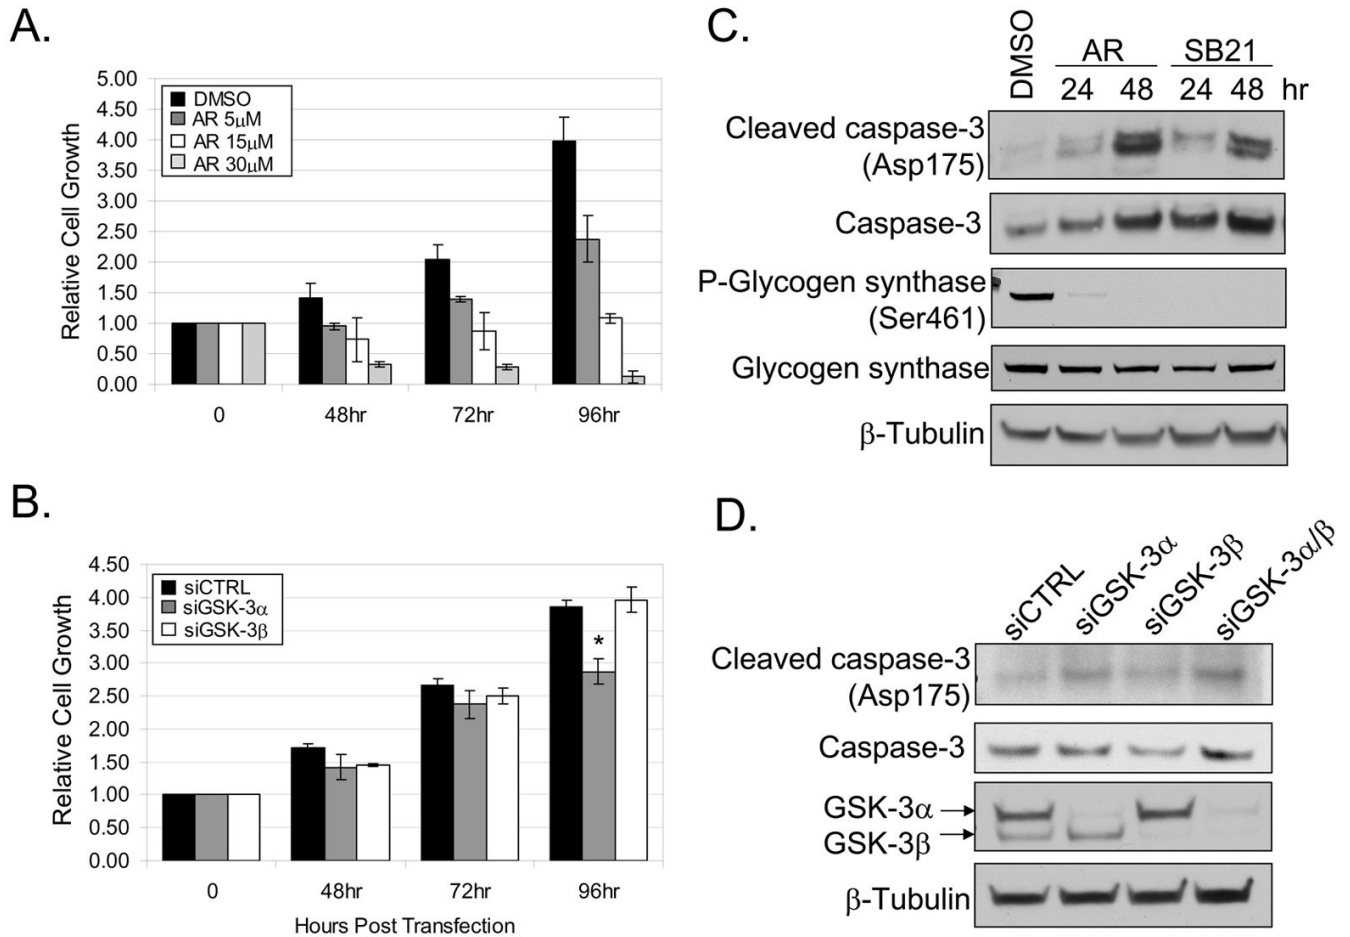 A.
5.00
4.50
4.00
3.50
3.00
2.50
2.00
1.50
1.00
0.50
0.00
Relative Cell Growth
DMSO
AR 5μM
AR 15μM
AR 30μM
0 48hr 72hr 96hr
B.
4.50
4.00
3.50
3.00
2.50
2.00
1.50
1.00
0.50
0.00
Relative Cell Growth
siCTRL
siGSK-3α
siGSK-3β
*
0 48hr 72hr 96hr
Hours Post Transfection
C.
DMSO
AR SB21
24 48 24 48 hr
Cleaved caspase-3
(Asp175)
Caspase-3
P-Glycogen synthase
(Ser461)
Glycogen synthase
β-Tubulin
D.
siCTRL siGSK-3α siGSK-3β siGSK-3α/β
Cleaved caspase-3
(Asp175)
Caspase-3
GSK-3α
GSK-3β
β-Tubulin